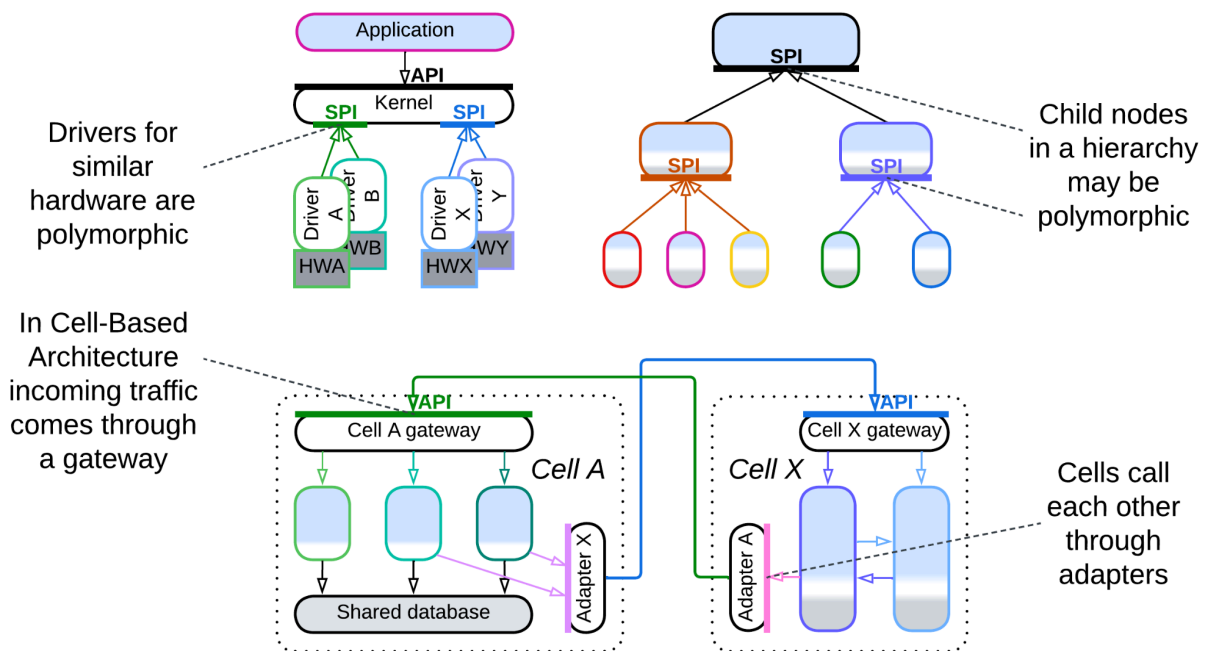 Application
API
Kernel
SPI
SPI
Drivers for
similar
hardware are
polymorphic
Driver
A
Driver
B
Driver
X
Driver
Y
HWA
WB
HWX
WY
SPI
SPI
SPI
Child nodes
in a hierarchy
may be
polymorphic
In Cell-Based
Architecture
incoming traffic
comes through
a gateway
API
Cell A gateway
Cell A
Adapter X
Shared database
API
Cell X gateway
Cell X
Adapter A
Cells call
each other
through
adapters